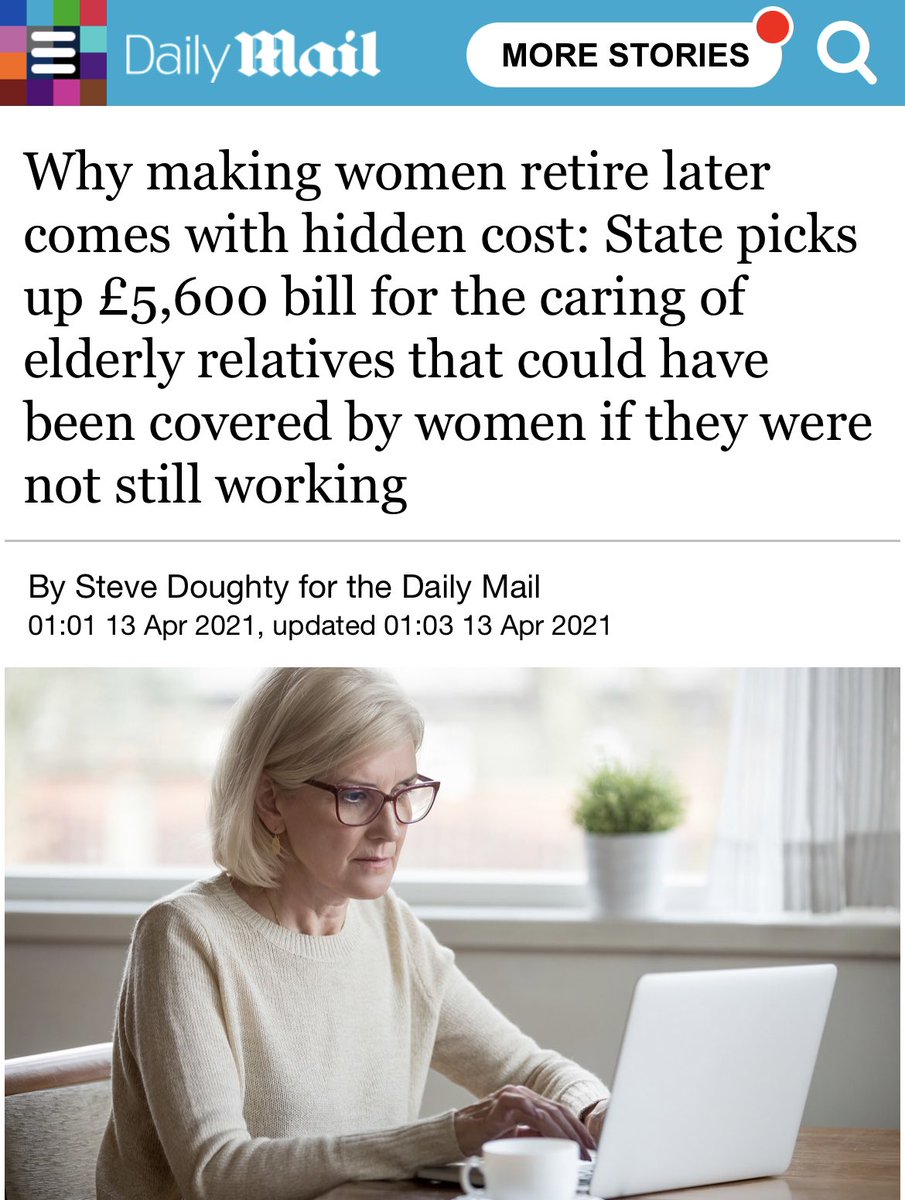 Daily Mail
MORE STORIES
Why making women retire later
comes with hidden cost: State picks
up £5,600 bill for the caring of
elderly relatives that could have
been covered by women if they were
not still working
By Steve Doughty for the Daily Mail
01:01 13 Apr 2021, updated 01:03 13 Apr 2021